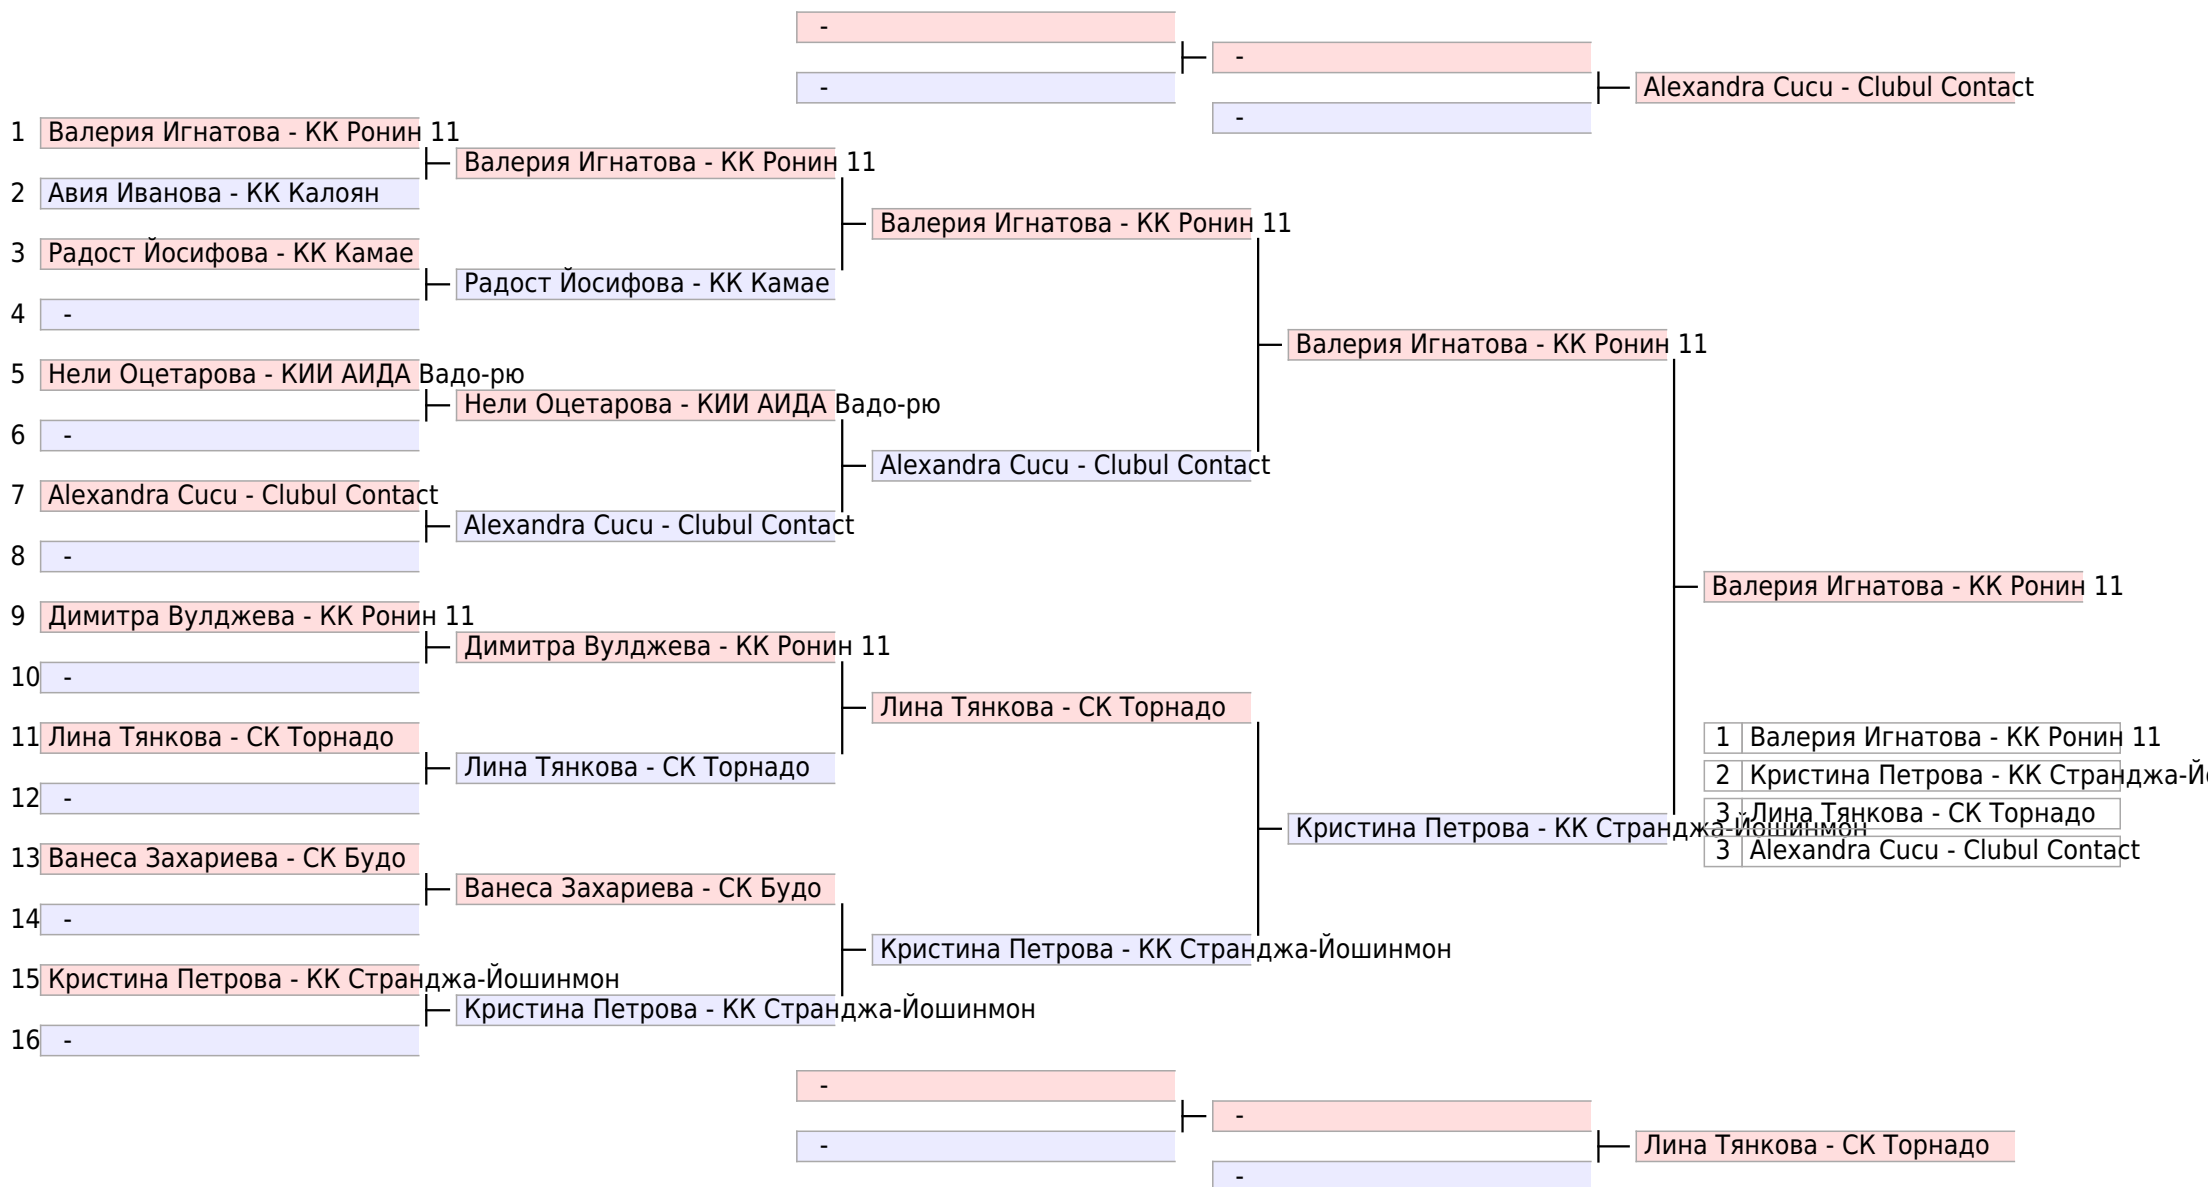 -
-
-
-
Alexandra Cucu - Clubul Contact
1 Валерия Игнатова - КК Ронин 11
2 Авия Иванова - КК Калоян
3 Радост Йосифова - КК Камае
4 -
5 Нели Оцетарова - КИИ АИДА Вадо-рю
6 -
7 Alexandra Cucu - Clubul Contact
8 -
9 Димитра Вулджева - КК Ронин 11
10 -
11 Лина Тянкова - СК Торнадо
12 -
13 Ванеса Захариева - СК Будо
14 -
15 Кристина Петрова - КК Странджа-Йошинмон
16 -
Валерия Игнатова - КК Ронин 11
Радост Йосифова - КК Камае
Нели Оцетарова - КИИ АИДА Вадо-рю
Alexandra Cucu - Clubul Contact
Димитра Вулджева - КК Ронин 11
Лина Тянкова - СК Торнадо
Ванеса Захариева - СК Будо
Кристина Петрова - КК Странджа-Йошинмон
Валерия Игнатова - КК Ронин 11
Alexandra Cucu - Clubul Contact
Лина Тянкова - СК Торнадо
Кристина Петрова - КК Странджа-Йошинмон
Валерия Игнатова - КК Ронин 11
Кристина Петрова - КК Странджа-Йошинмон
Валерия Игнатова - КК Ронин 11
1 Валерия Игнатова - КК Ронин 11
2 Кристина Петрова - КК
3 Лина Тянкова - СК Торнадо
3 Alexandra Cucu - Clubul Contact
-
-
-
-
Лина Тянкова - СК Торнадо